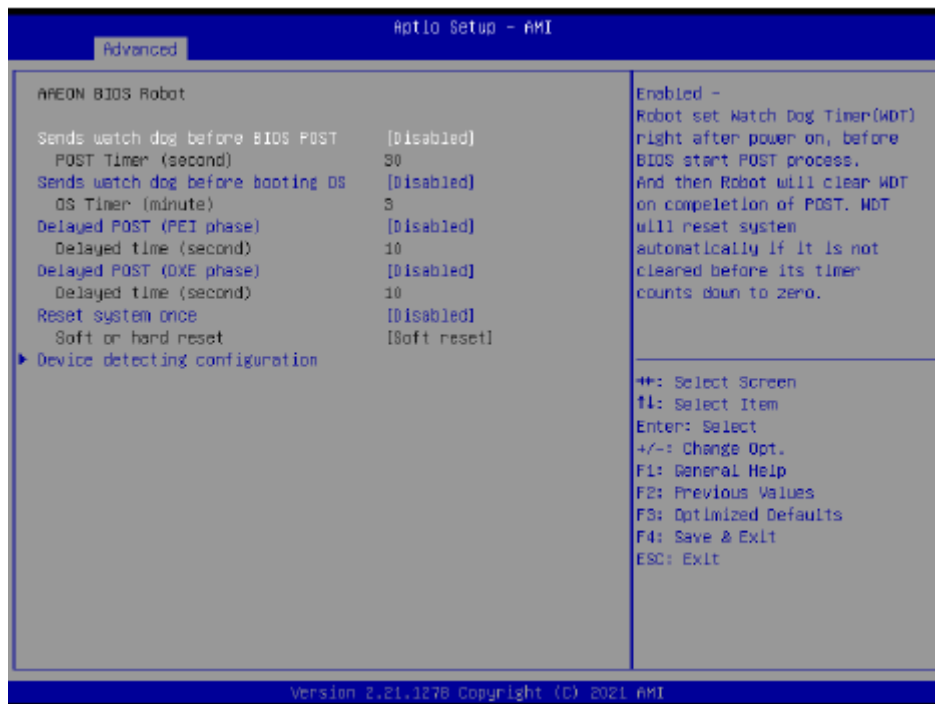 Aptio Setup - AMI
Advanced
AAEON BIOS Robot
Sends watch dog before BIOS POST [Disabled]
POST Timer (second) 30
Sends watch dog before booting OS [Disabled]
OS Timer (minute) 3
Delayed POST (PEI phase) [Disabled]
Delayed time (second) 10
Delayed POST (DXE phase) [Disabled]
Delayed time (second) 10
Reset system once [Disabled]
Soft or hard reset [Soft reset]
Device detecting configuration
Enabled -
Robot set Watch Dog Timer(WDT)
right after power on, before
BIOS start POST process.
And then Robot will clear WDT
on compeletion of POST. WDT
will reset system
automatically if it is not
cleared before its timer
counts down to zero.
→←: Select Screen
↑↓: Select Item
Enter: Select
+/-: Change Opt.
F1: General Help
F2: Previous Values
F3: Optimized Defaults
F4: Save & Exit
ESC: Exit
Version 2.21.1278 Copyright (C) 2021 AMI